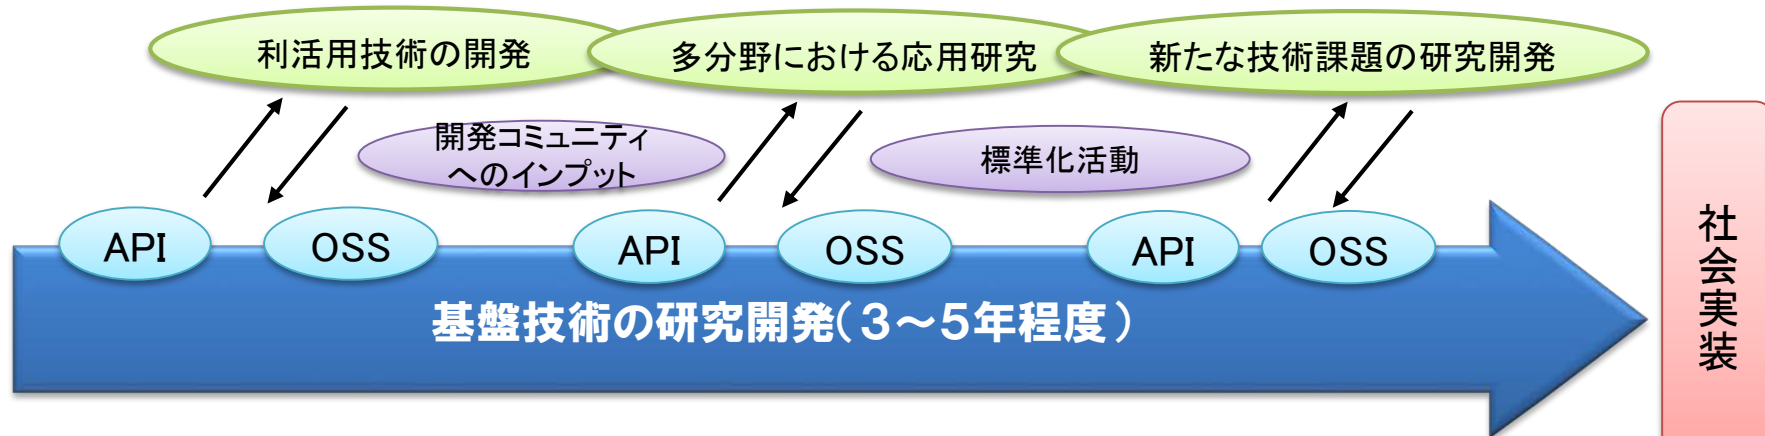 利活用技術の開発
多分野における応用研究
新たな技術課題の研究開発
開発コミュニティ
へのインプット
標準化活動
API
OSS
API
OSS
API
OSS
基盤技術の研究開発(3～5年程度)
社会実装